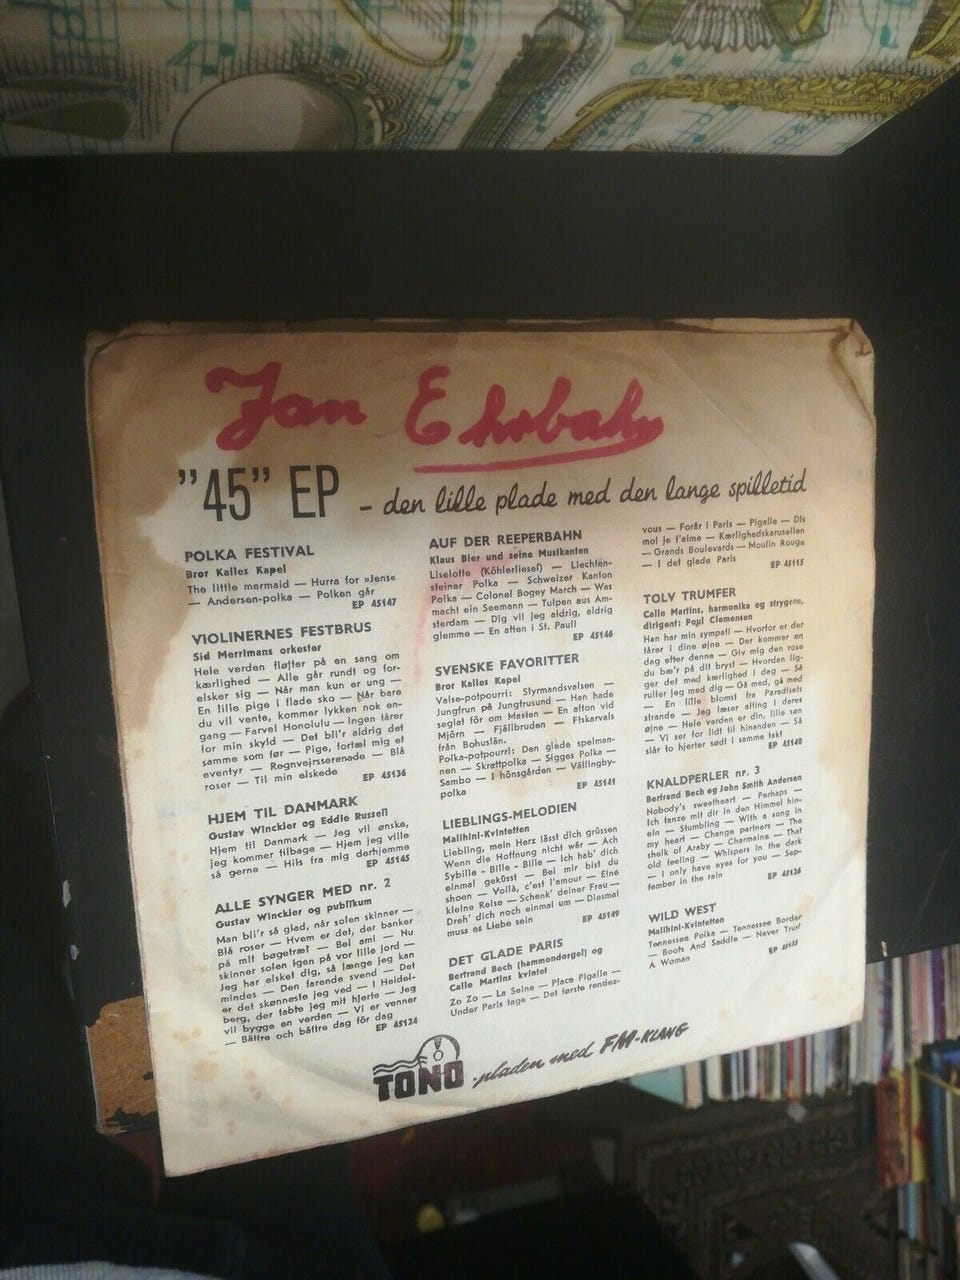 Jan Ehrbahn
"45" EP – den lille plade med den lange spilletid
POLKA FESTIVAL
Bror Kalles Kapel
The little mermaid — Hurra for »Jens«
— Andersen-polka — Polken går
EP 45147
VIOLINERNES FESTBRUS
Sid Merrimans orkester
Hele verden fløjter på en sang om
kærlighed — Alle går rundt og for-
elsker sig — Når man kun er ung —
En lille pige i flade sko — Når bare
du vil vente, kommer lykken nok en-
gang — Farvel Honolulu — Ingen tårer
for min skyld — Det bli'r aldrig det
samme som før — Pige, fortæl mig et
eventyr — Regnvejrsserenade — Blå
roser — Til min elskede
EP 45136
HJEM TIL DANMARK
Gustav Winckler og Eddie Russell
Hjem til Danmark — Jeg vil ønske,
jeg kommer tilbage — Hjem jeg ville
så gerne — Hils fra mig derhjemme
EP 45145
ALLE SYNGER MED nr. 2
Gustav Winckler og publikum
Man bli'r så glad, når solen skinner —
Blå roser — Hvem er det, der banker
på mit bøgetræ? — Bel ami — Nu
skinner solen igen på vor lille jord —
Jeg har elsket dig, så længe jeg kan
mindes — Den farende svend — Det
er det skønneste jeg ved — I Heidel-
berg, der tabte jeg mit hjerte — Jeg
vil bygge en verden — Vi er venner
— Bättre och bättre dag för dag
EP 45124
AUF DER REEPERBAHN
Klaus Bier und seine Musikanten
Liselotte (Köhlerliesel) — Liechten-
steiner Polka — Schweizer Kanton
Polka — Colonel Bogey March — Was
macht ein Seemann — Tulpen aus Am-
sterdam — Dig vil jeg aldrig, aldrig
glemme — En aften i St. Pauli
EP 45146
SVENSKE FAVORITTER
Bror Kalles Kapel
Valse-potpourri: Styrmandsvalsen —
Jungfrun på Jungfrusund — Han hade
seglat för om Masten — En afton vid
Mjörn — Fjällbruden — Fiskarvals
från Bohuslän.
Polka-potpourri: Den glade spelman-
nen — Skrattpolka — Sigges Polka —
Sambo — I hönsgården — Vällingby-
polka
EP 45141
LIEBLINGS-MELODIEN
Malihini-Kvintetten
Liebling, mein Herz lässt dich grüssen
Wenn die Hoffnung nicht wär — Ach
Sybille - Bille - Bille — Ich hab' dich
einmal geküsst — Bei mir bist du
shoen — Voilà, c'est l'amour — Eine
kleine Reise — Schenk' deiner Frau —
Dreh' dich noch einmal um — Diesmal
muss es Liebe sein
EP 45149
DET GLADE PARIS
Bertrand Bech (hammondorgel) og
Calle Martins kvintet
Zo Zo — La Seine — Place Pigalle —
Under Paris tage — Det første rendez-
vous — Forår i Paris — Pigalle — Dis
moi je t'aime — Kærlighedskarusellen
— Grands Boulevards — Moulin Rouge
— I det glade Paris
EP 45115
TOLV TRUMFER
Calle Martins, harmonika og strygere,
dirigent: Poul Clemensen
Han har min sympati — Hvorfor er der
tårer i dine øjne — Der kommer en
dag efter denne — Giv mig den rose
du bæ'r på dit bryst — Hvordan lig-
ger det med kærlighed i dag — Så
ruller jeg med dig — Gå med, gå med
— En lille blomst fra Paradisets
strande — Jeg læser alting i deres
øjne — Hele verden er din, lille søn
— Vi ser for lidt til hinanden — Så
slår to hjerter sødt i samme takt
EP 45140
KNALDPERLER nr. 3
Bertrand Bech og John Smith Andersen
Nobody's sweetheart — Perhaps —
Ich tanze mit dir in den Himmel hin-
ein — Stumbling — With a song in
my heart — Change partners — The
sheik of Araby — Charmaine — That
old feeling — Whispers in the dark
— I only have eyes for you — Sep-
tember in the rain
EP 45126
WILD WEST
Malihini-Kvintetten
Tennessee Polka — Tennessee Border
— Boots And Saddle — Never Trust
A Woman
EP 45135
TONO -pladen med FM-KLANG